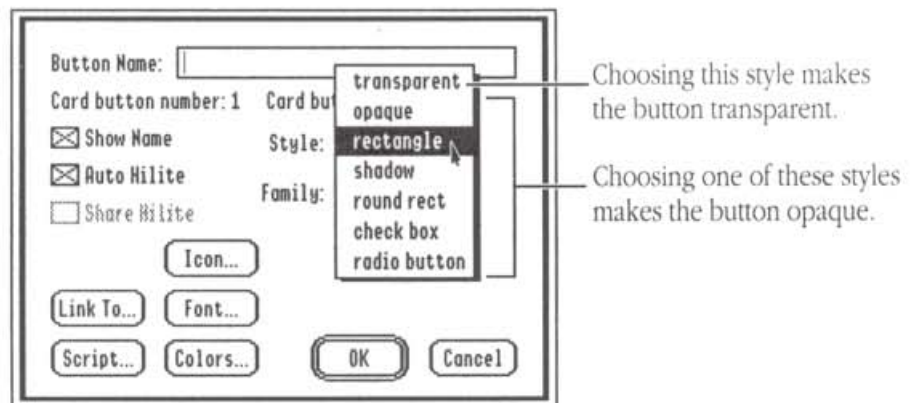 Button Name:
transparent
Choosing this style makes
the button transparent.
Card button number: 1 Card but
opaque
Show Name
Style:
rectangle
Auto Hilite
shadow
Choosing one of these styles
makes the button opaque.
Family:
round rect
Share Hilite
check box
Icon...
radio button
Link To...
Font...
Script...
Colors...
OK
Cancel